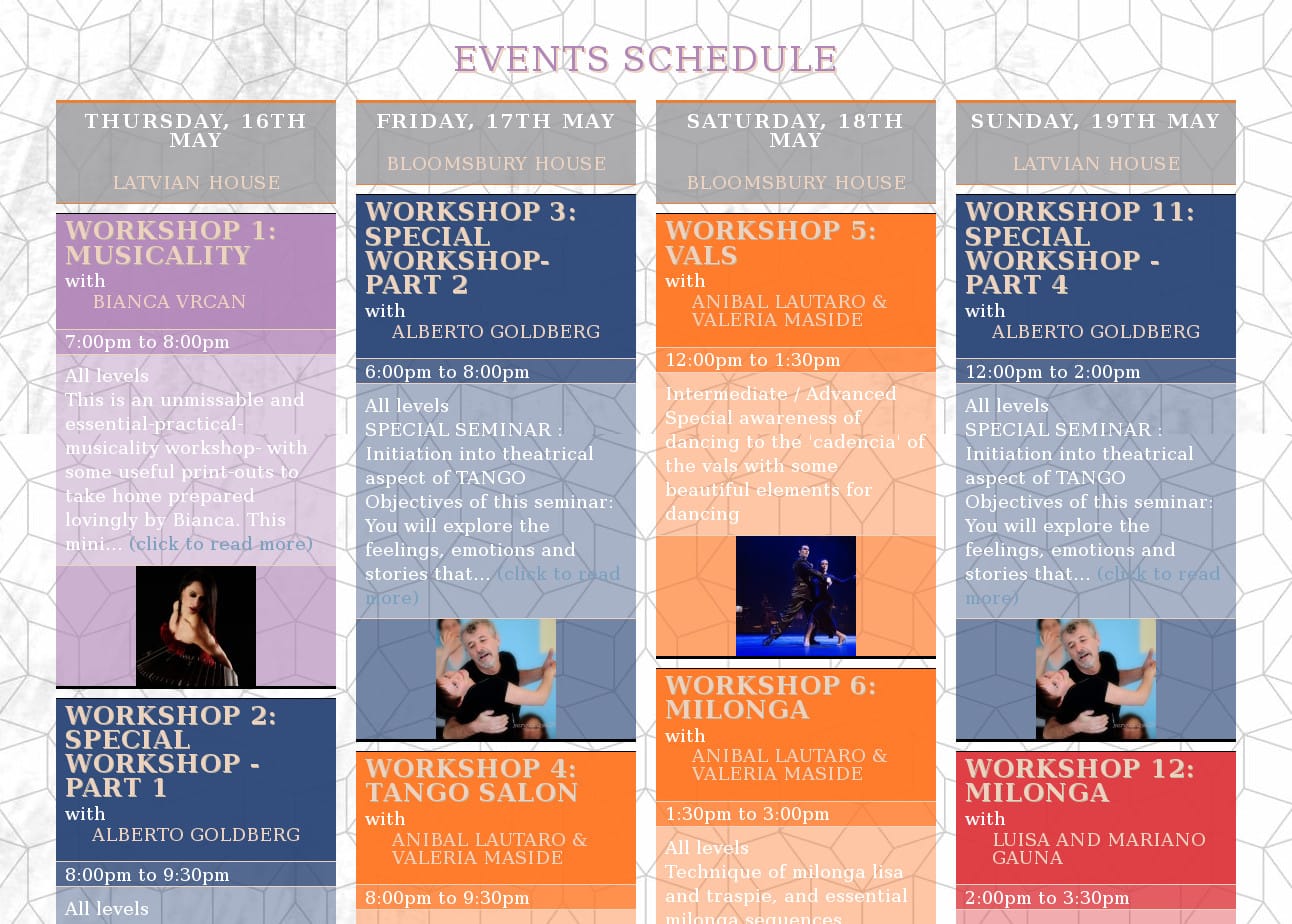 EVENTS SCHEDULE
THURSDAY, 16TH
MAY
LATVIAN HOUSE
WORKSHOP 1:
MUSICALITY
with
BIANCA VRCAN
7:00pm to 8:00pm
All levels
This is an unmissable and
essential-practical-
musicality workshop- with
some useful print-outs to
take home prepared
lovingly by Bianca. This
mini... (click to read more)
WORKSHOP 2:
SPECIAL
WORKSHOP -
PART 1
with
ALBERTO GOLDBERG
8:00pm to 9:30pm
All levels
FRIDAY, 17TH MAY
BLOOMSBURY HOUSE
WORKSHOP 3:
SPECIAL
WORKSHOP-
PART 2
with
ALBERTO GOLDBERG
6:00pm to 8:00pm
All levels
SPECIAL SEMINAR :
Initiation into theatrical
aspect of TANGO
Objectives of this seminar:
You will explore the
feelings, emotions and
stories that... (click to read
more)
WORKSHOP 4:
TANGO SALON
with
ANIBAL LAUTARO &
VALERIA MASIDE
8:00pm to 9:30pm
SATURDAY, 18TH
MAY
BLOOMSBURY HOUSE
WORKSHOP 5:
VALS
with
ANIBAL LAUTARO &
VALERIA MASIDE
12:00pm to 1:30pm
Intermediate / Advanced
Special awareness of
dancing to the 'cadencia' of
the vals with some
beautiful elements for
dancing
WORKSHOP 6:
MILONGA
with
ANIBAL LAUTARO &
VALERIA MASIDE
1:30pm to 3:00pm
All levels
Technique of milonga lisa
and traspie, and essential
milonga sequences
SUNDAY, 19TH MAY
LATVIAN HOUSE
WORKSHOP 11:
SPECIAL
WORKSHOP -
PART 4
with
ALBERTO GOLDBERG
12:00pm to 2:00pm
All levels
SPECIAL SEMINAR :
Initiation into theatrical
aspect of TANGO
Objectives of this seminar:
You will explore the
feelings, emotions and
stories that... (click to read
more)
WORKSHOP 12:
MILONGA
with
LUISA AND MARIANO
GAUNA
2:00pm to 3:30pm